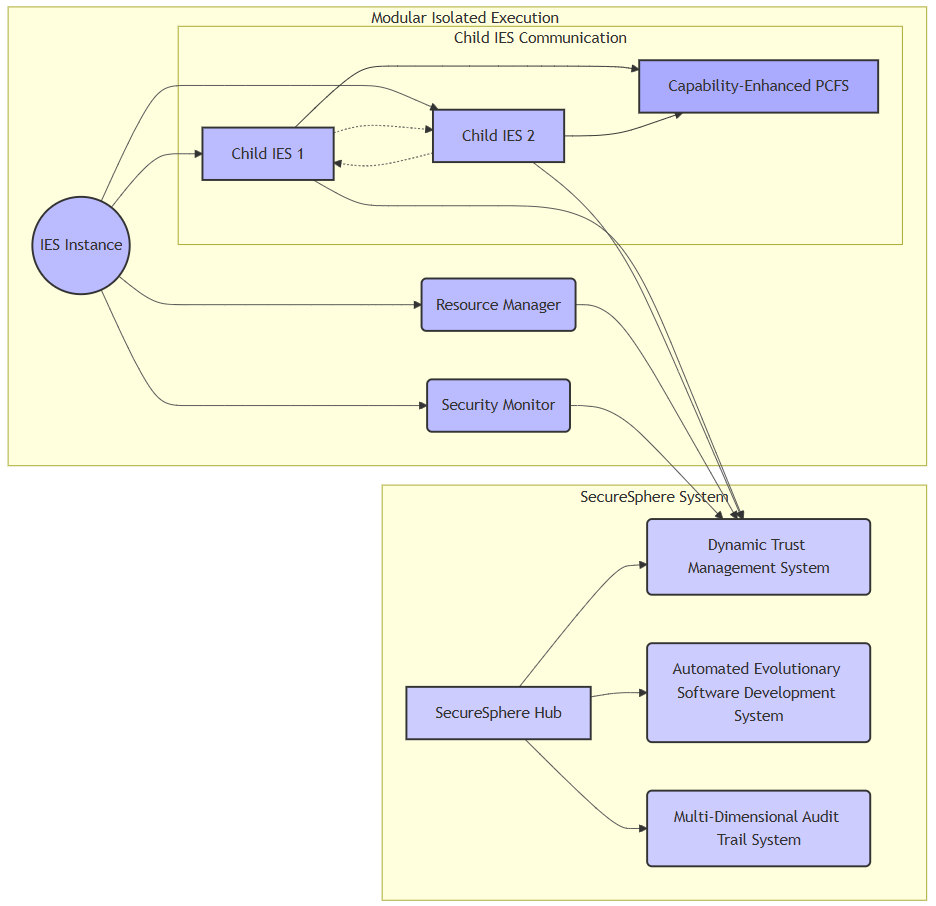 Modular Isolated Execution
Child IES Communication
Capability-Enhanced PCFS
Child IES 2
Child IES 1
IES Instance
Resource Manager
Security Monitor
SecureSphere System
Dynamic Trust
Management System
Automated Evolutionary
Software Development
System
SecureSphere Hub
Multi-Dimensional Audit
Trail System